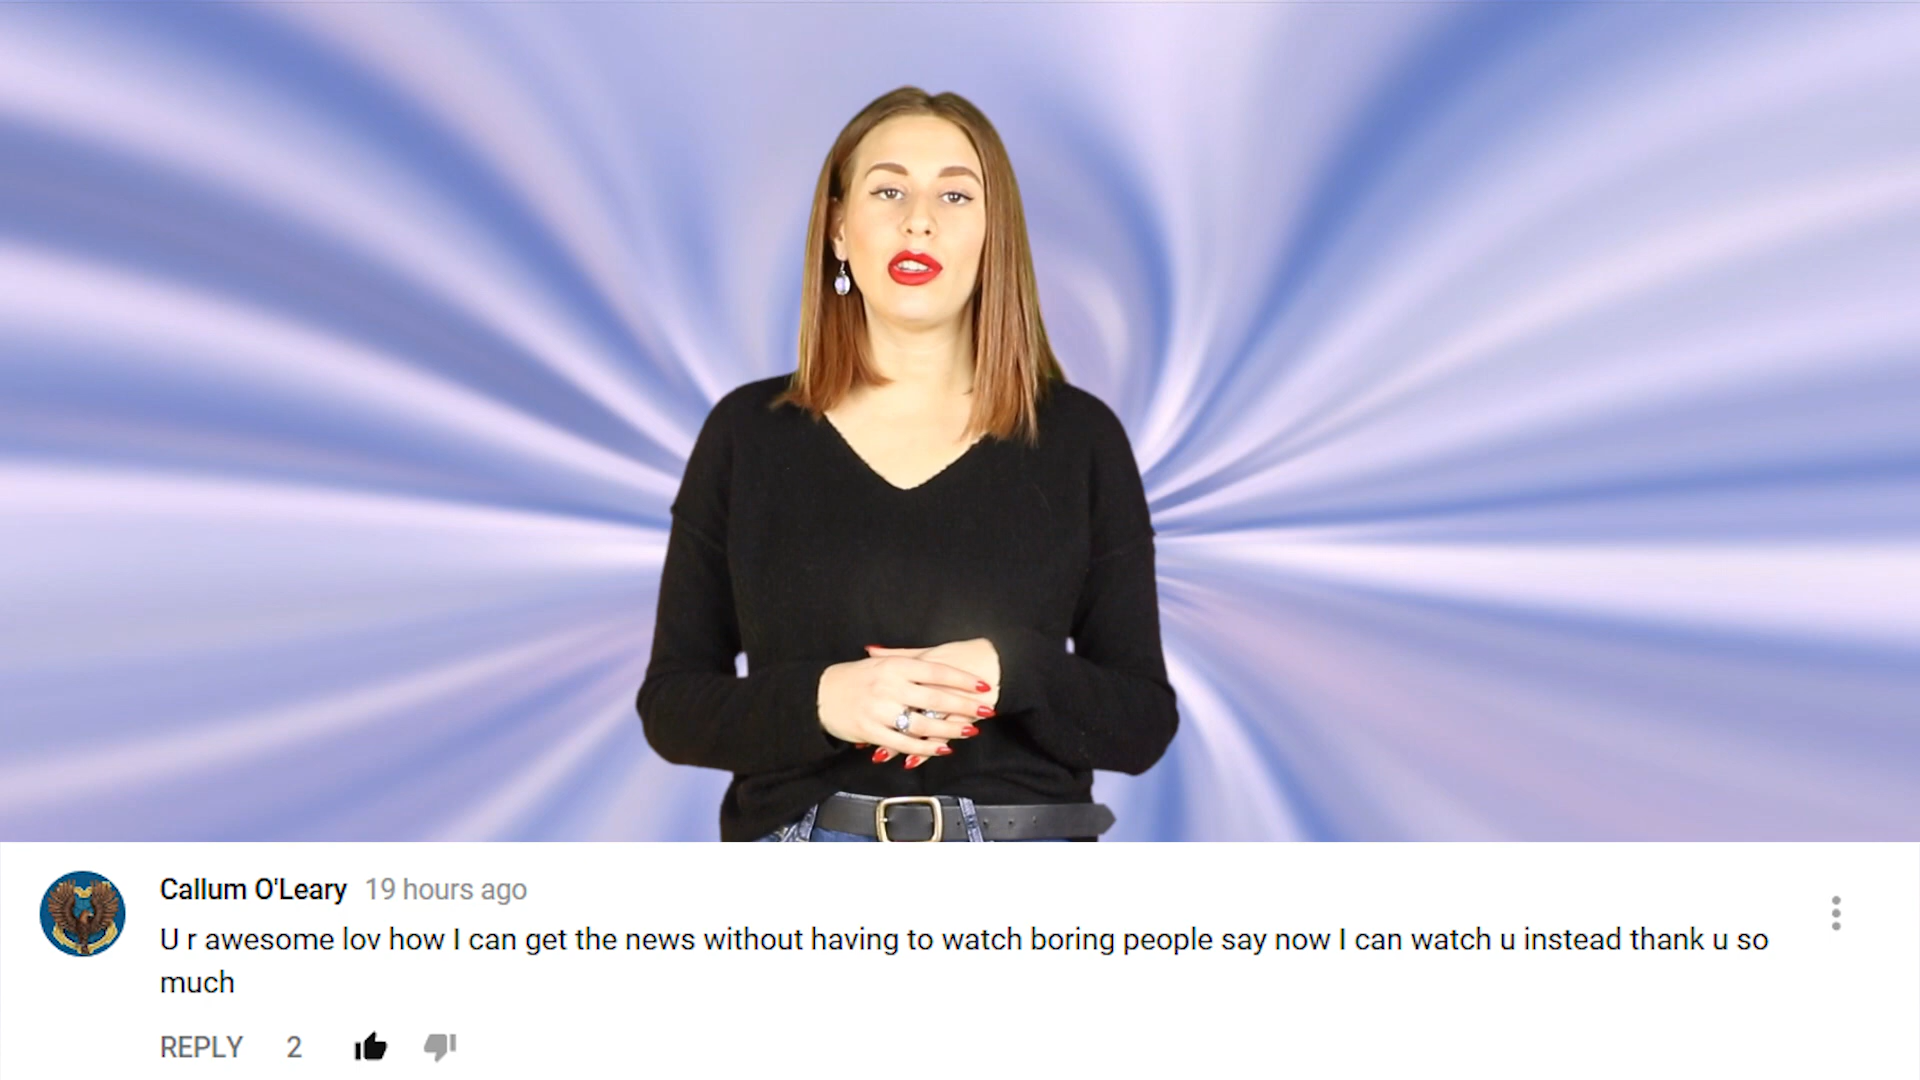 Callum O'Leary 19 hours ago
U r awesome lov how I can get the news without having to watch boring people say now I can watch u instead thank u so
much
REPLY 2